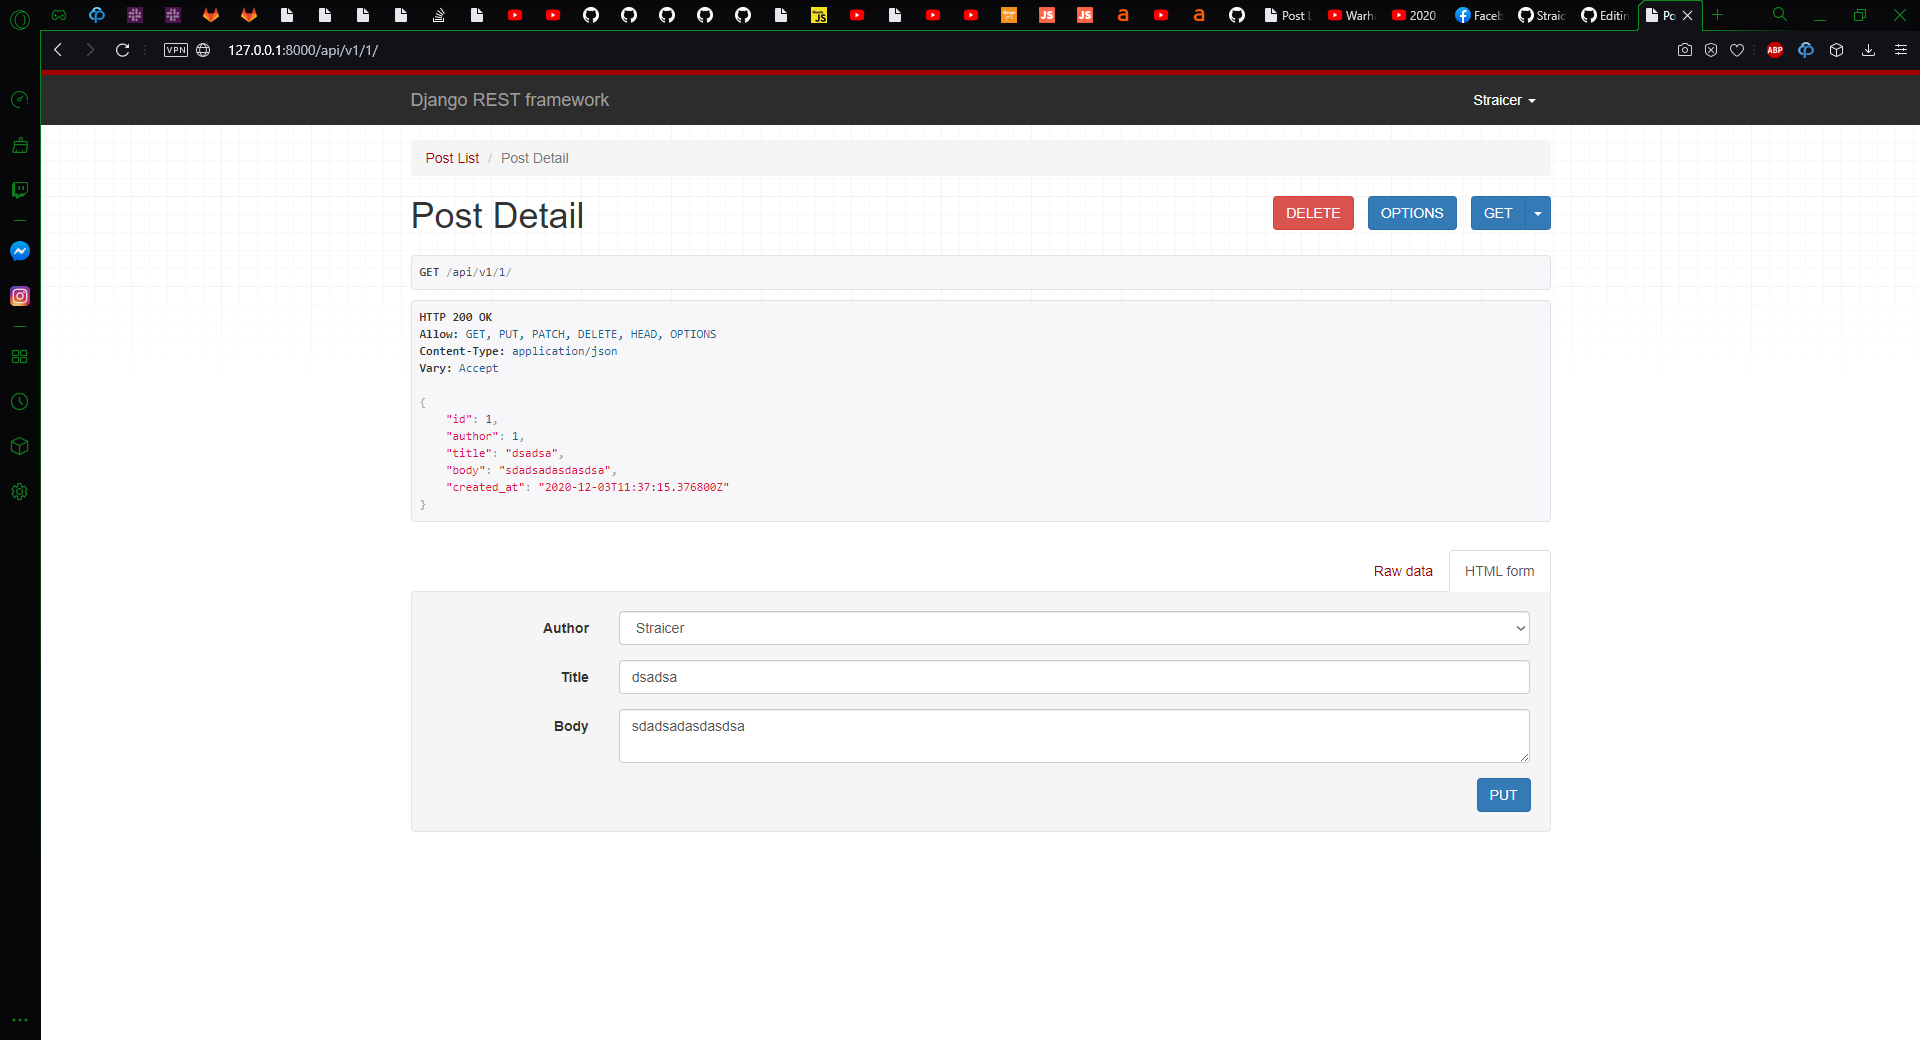 Post L
Warha
2020
Faceb
Straic
Editin
Po
VPN
127.0.0.1:8000/api/v1/1/
ABP
Django REST framework
Straicer
Post List / Post Detail
Post Detail
DELETE
OPTIONS
GET
GET /api/v1/1/
HTTP 200 OK
Allow: GET, PUT, PATCH, DELETE, HEAD, OPTIONS
Content-Type: application/json
Vary: Accept
{
"id": 1,
"author": 1,
"title": "dsadsa",
"body": "sdadsadasdasdsa",
"created_at": "2020-12-03T11:37:15.376800Z"
}
Raw data
HTML form
Author
Straicer
Title
dsadsa
Body
sdadsadasdasdsa
PUT